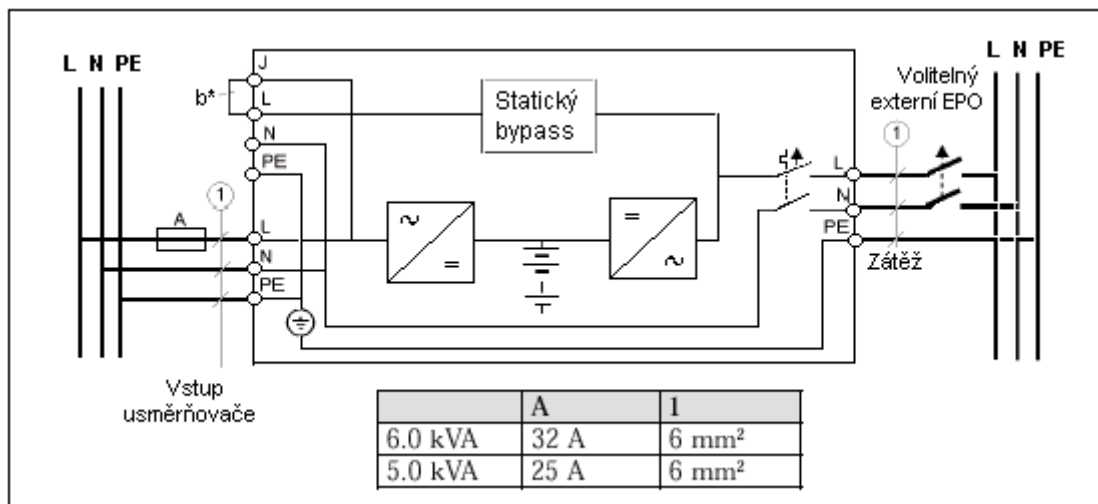 L N PE
J
b*
L
N
PE
1
A
L
N
PE
Vstup
usměrňovače
Statický
bypass
L
N
PE
L N PE
Volitelný
externí EPO
1
Zátěž
A 1
6.0 kVA 32 A 6 mm²
5.0 kVA 25 A 6 mm²